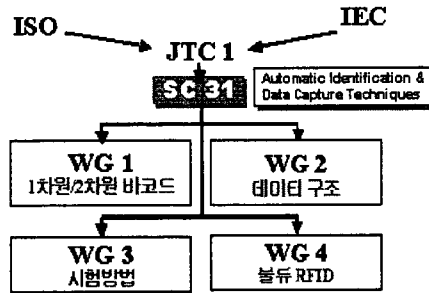 ISO
IEC
JTC 1
SC 31
Automatic Identification &
Data Capture Techniques
WG 1
1차원/2차원 바코드
WG 2
데이터 구조
WG 3
시험방법
WG 4
물류 RFID